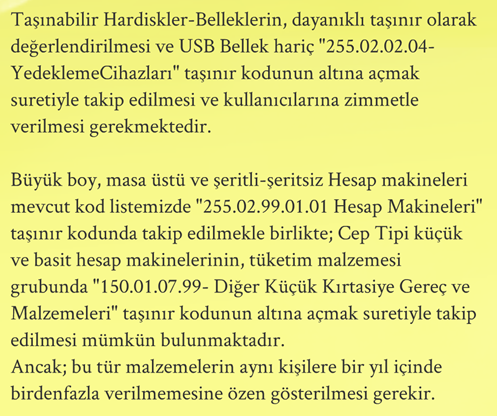 Taşınabilir Hardiskler-Belleklerin, dayanıklı taşınır olarak
değerlendirilmesi ve USB Bellek hariç "255.02.02.04-
YedeklemeCihazları" taşınır kodunun altına açmak
suretiyle takip edilmesi ve kullanıcılarına zimmetle
verilmesi gerekmektedir.

Büyük boy, masa üstü ve şeritli-şeritsiz Hesap makineleri
mevcut kod listemizde "255.02.99.01.01 Hesap Makineleri"
taşınır kodunda takip edilmekle birlikte; Cep Tipi küçük
ve basit hesap makinelerinin, tüketim malzemesi
grubunda "150.01.07.99- Diğer Küçük Kırtasiye Gereç ve
Malzemeleri" taşınır kodunun altına açmak suretiyle takip
edilmesi mümkün bulunmaktadır.
Ancak; bu tür malzemelerin aynı kişilere bir yıl içinde
birdenfazla verilmemesine özen gösterilmesi gerekir.